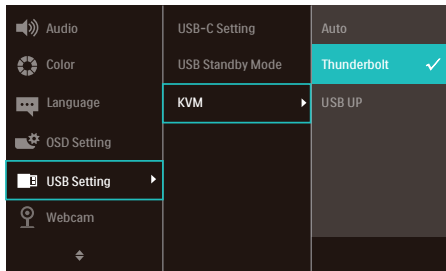 Audio
Color
Language
OSD Setting
USB Setting
Webcam
USB-C Setting
USB Standby Mode
KVM
Auto
Thunderbolt
USB UP